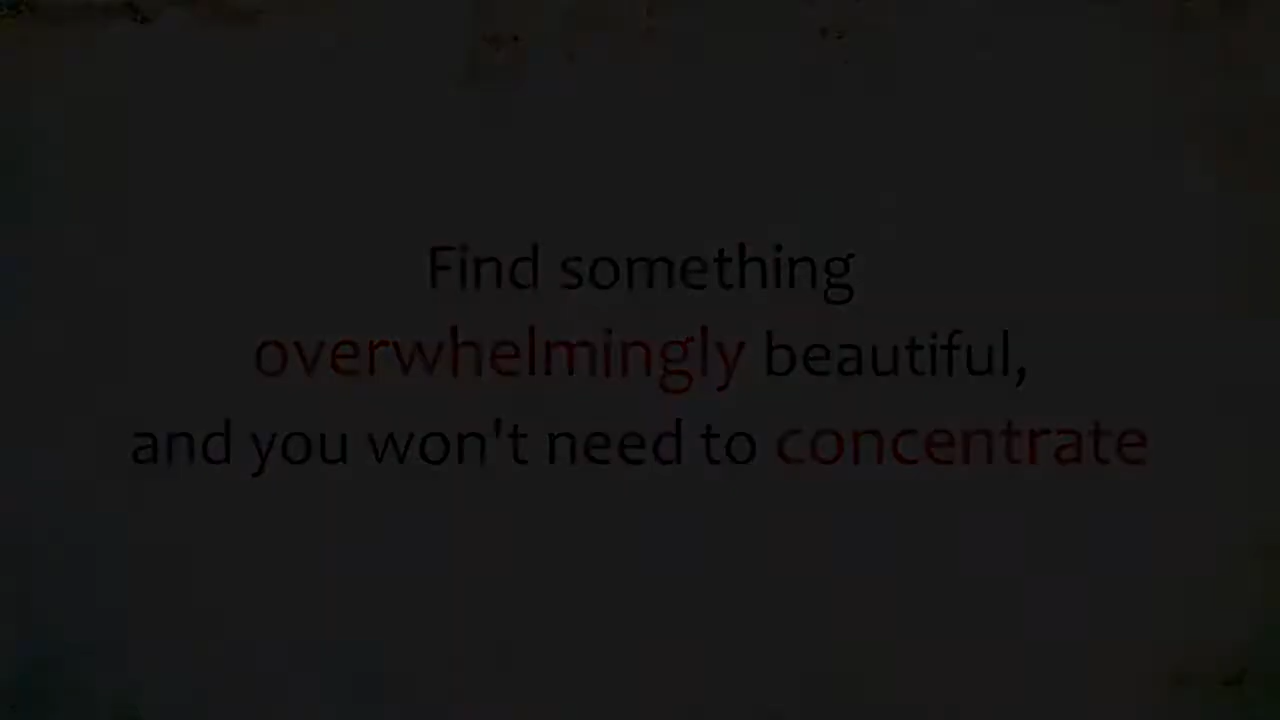 Find something
overwhelmingly beautiful,
and you won't need to concentrate